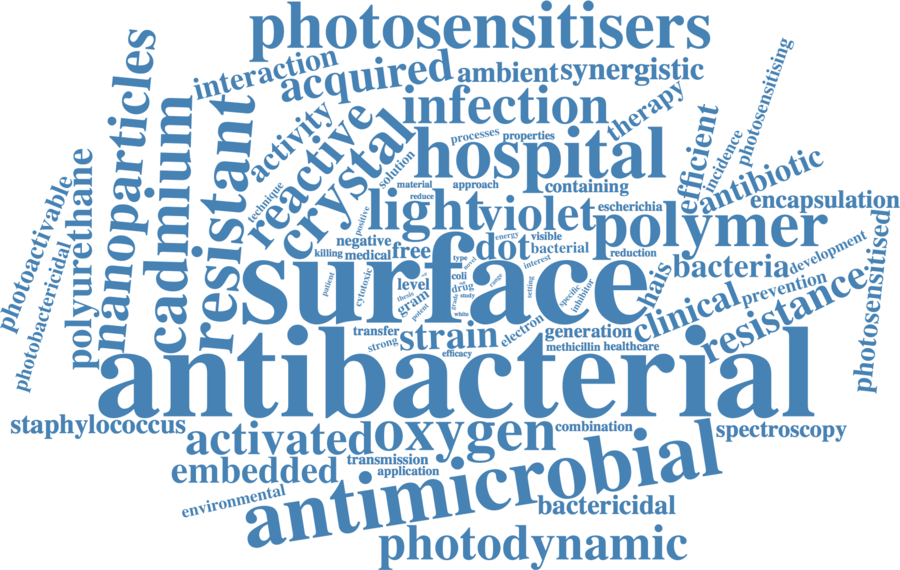 photosensitisers
interaction
acquired
ambient
synergistic
nanoparticles
cadmium
resistant
activity
reactive
crystal
infection
therapy
photosensitising
processes
properties
hospital
efficient
incidence
antibiotic
solution
technique
material
approach
containing
reduce
encapsulation
photoactivable
polyurethane
photobactericidal
light
violet
escherichia
polymer
positive
negative
free
dot
energy
visible
bacterial
reduction
killing
medical
type
novel
interest
hais
bacteria
development
surface
patient
cytotoxic
level
coli
drug
range
setting
specific
inhibitor
prevention
photosensitised
thesis
gram
grade
study
potent
white
clinical
resistance
transfer
strong
strain
electron
generation
efficacy
methicillin
healthcare
antibacterial
staphylococcus
activated
oxygen
combination
spectroscopy
embedded
transmission
application
environmental
antimicrobial
bactericidal
photodynamic